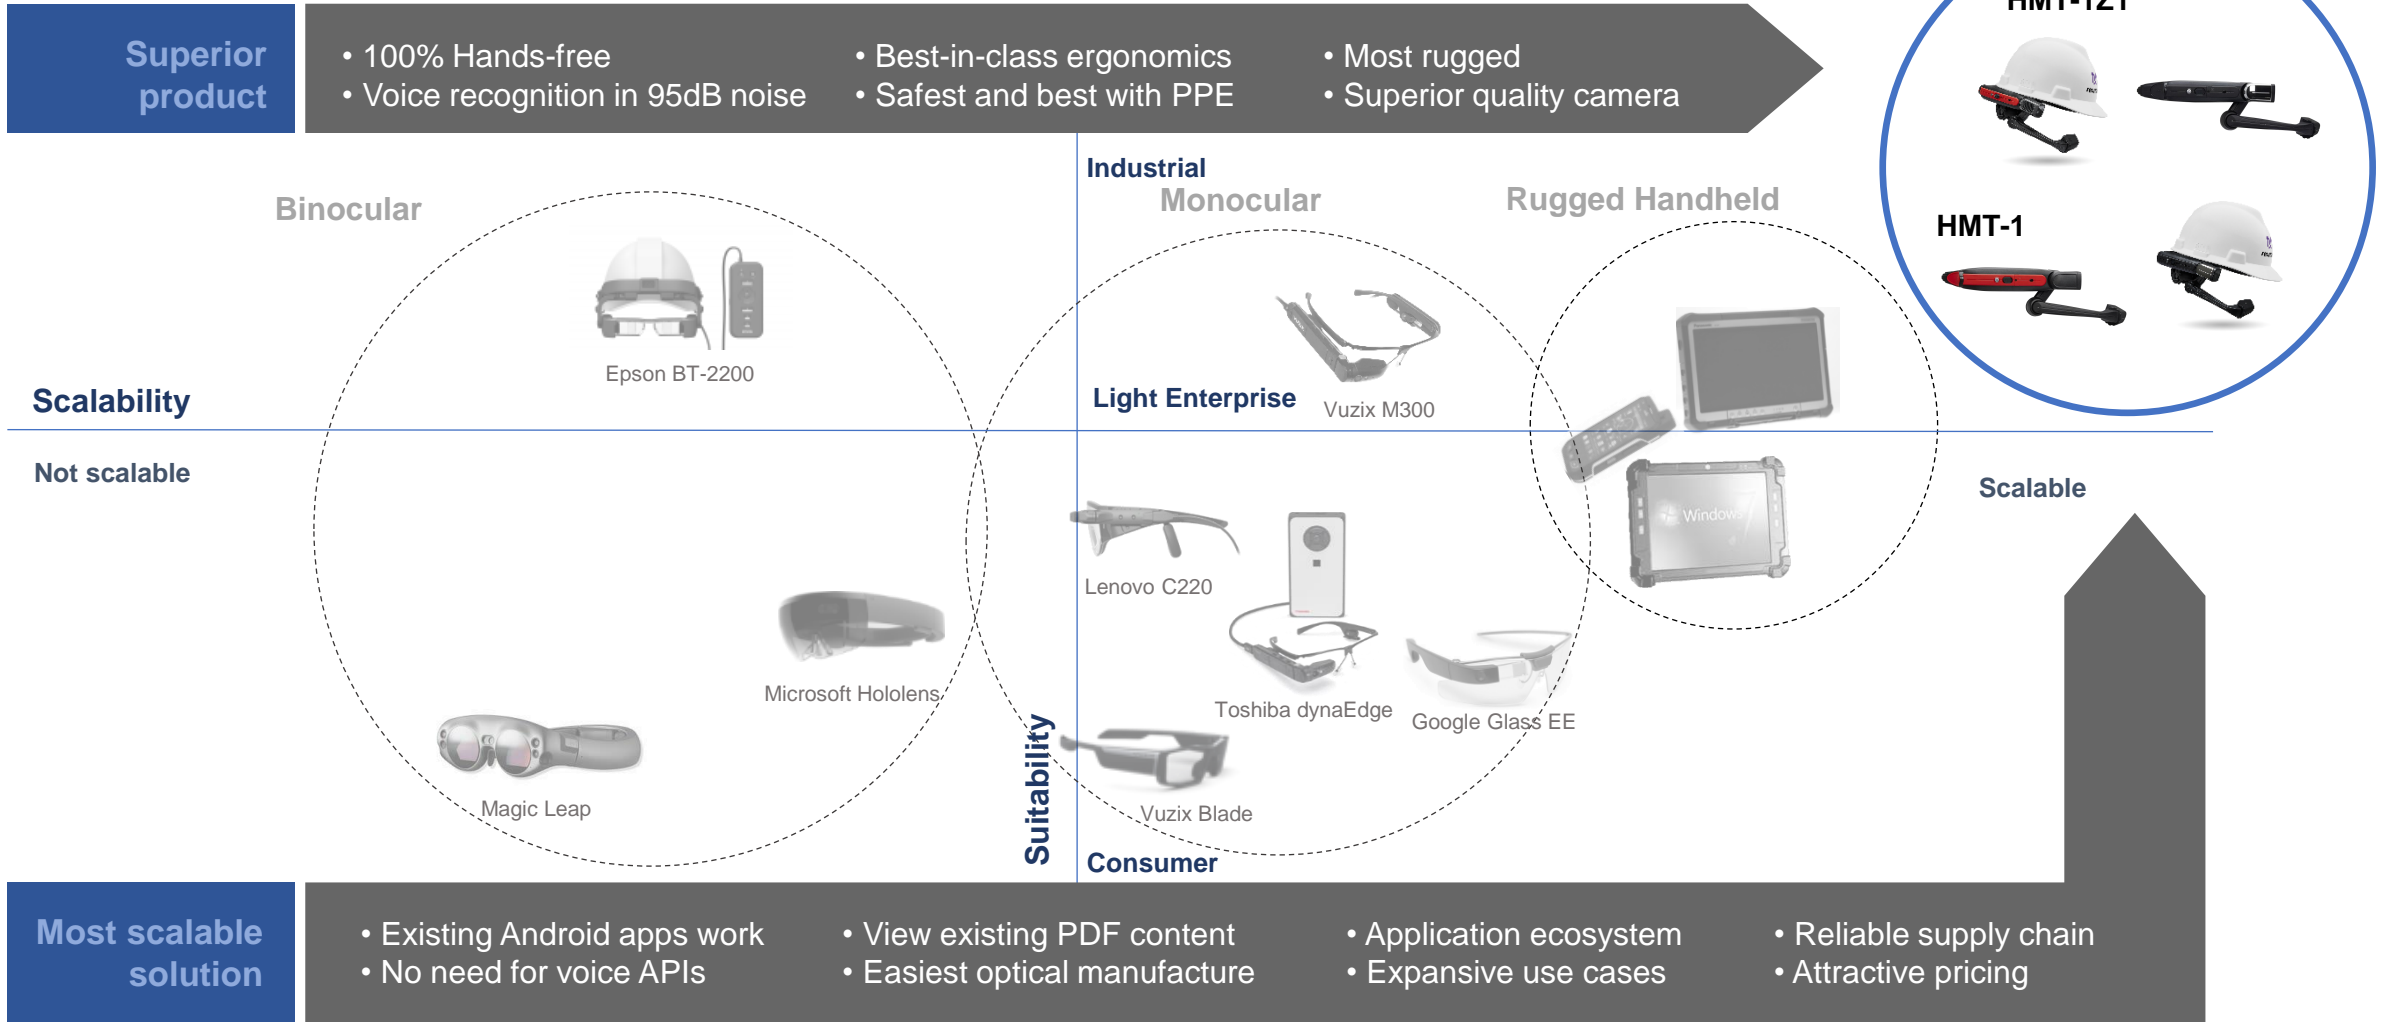 HMT-1Z1
Superior
product
• 100% Hands-free
• Voice recognition in 95dB noise
• Best-in-class ergonomics
• Safest and best with PPE
• Most rugged
• Superior quality camera
Industrial
Binocular
Monocular
Rugged Handheld
HMT-1
Epson BT-2200
Scalability
Light Enterprise
Vuzix M300
Not scalable
Scalable
Windows 7
Lenovo C220
Microsoft Hololens
Toshiba dynaEdge
Google Glass EE
Suitability
Magic Leap
Vuzix Blade
Consumer
Most scalable
solution
• Existing Android apps work
• No need for voice APIs
• View existing PDF content
• Easiest optical manufacture
• Application ecosystem
• Expansive use cases
• Reliable supply chain
• Attractive pricing